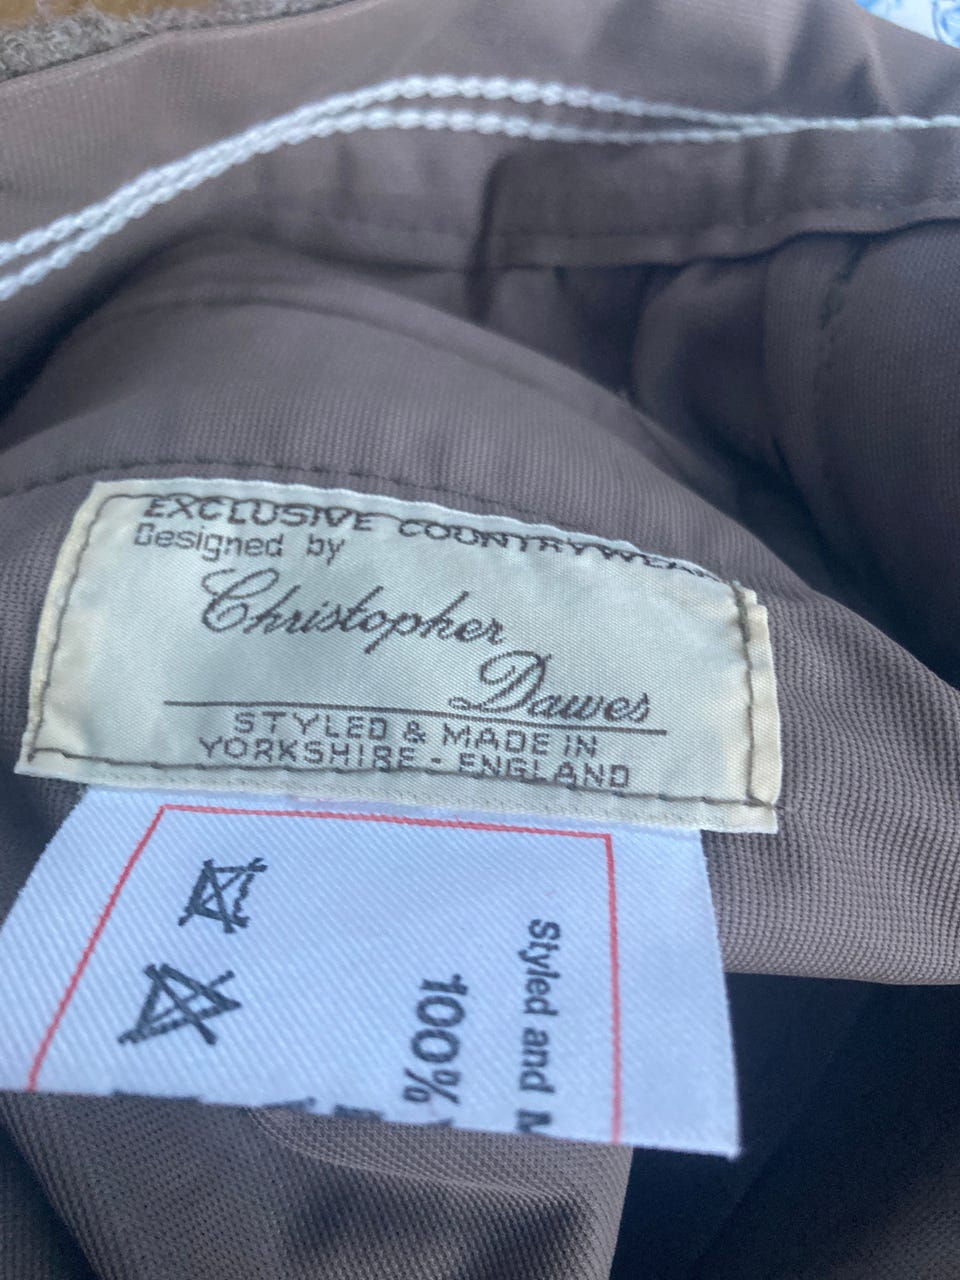 EXCLUSIVE COUNTRYWEAR
Designed by
Christopher
Dawes
STYLED & MADE IN
YORKSHIRE - ENGLAND
Styled and
100%